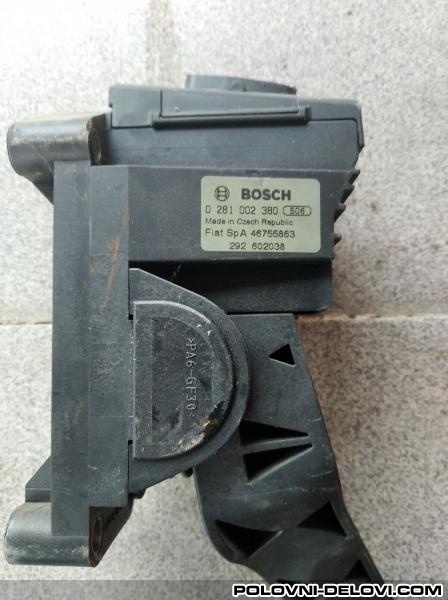 BOSCH
0 281 002 380 506
Made in Czech Republic
Fiat SpA 46755863
292 602038
>PA6-GF30<
POLOVNI-DELOVI.COM